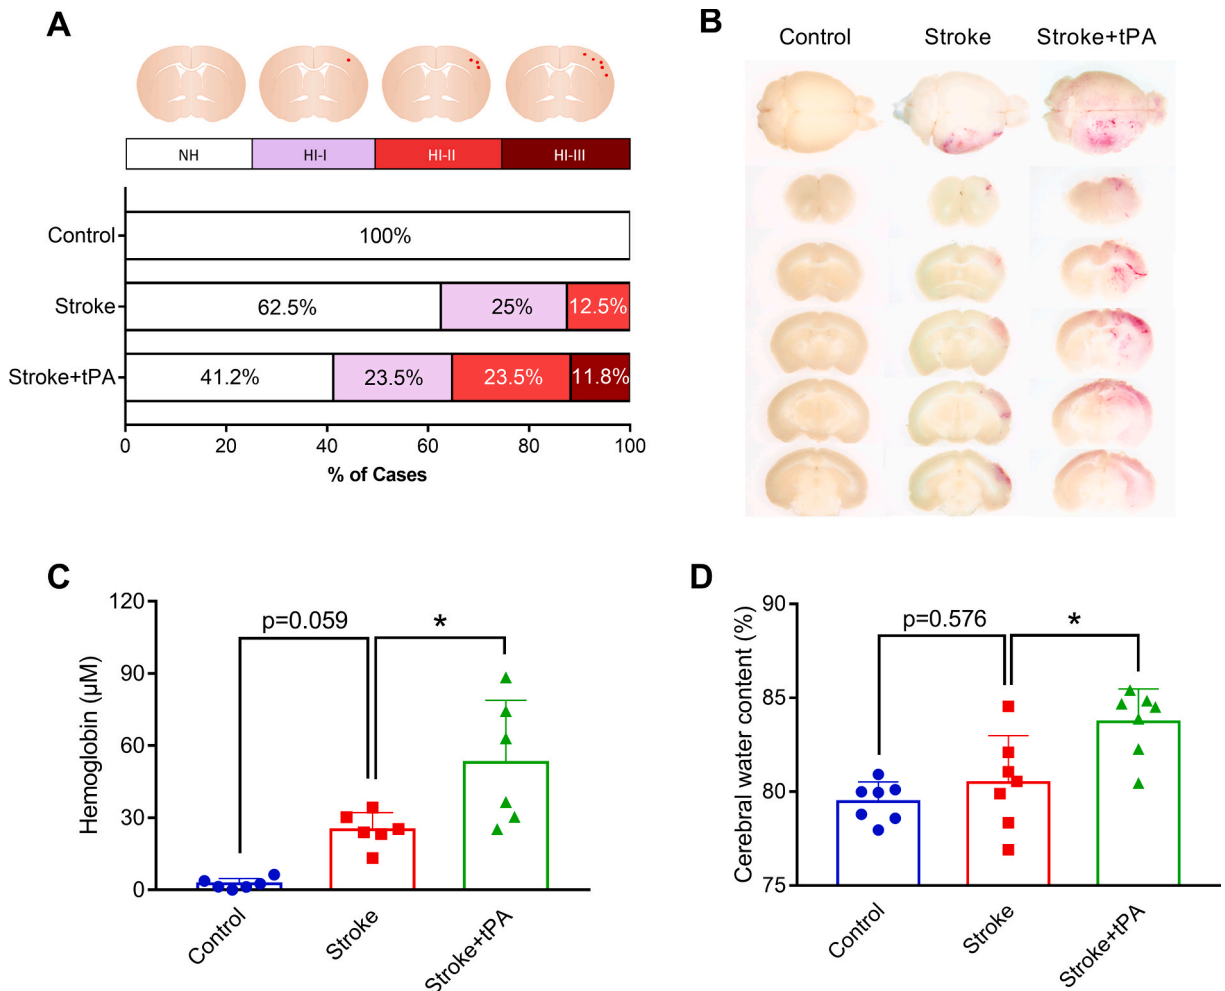 A
NH HI-I HI-II HI-III
Control 100%
Stroke 62.5% 25% 12.5%
Stroke+tPA 41.2% 23.5% 23.5% 11.8%
0 20 40 60 80 100
% of Cases
B
Control Stroke Stroke+tPA
C
Hemoglobin (µM)
120
90
60
30
0
p=0.059 *
Control Stroke Stroke+tPA
D
Cerebral water content (%)
90
85
80
75
p=0.576 *
Control Stroke Stroke+tPA